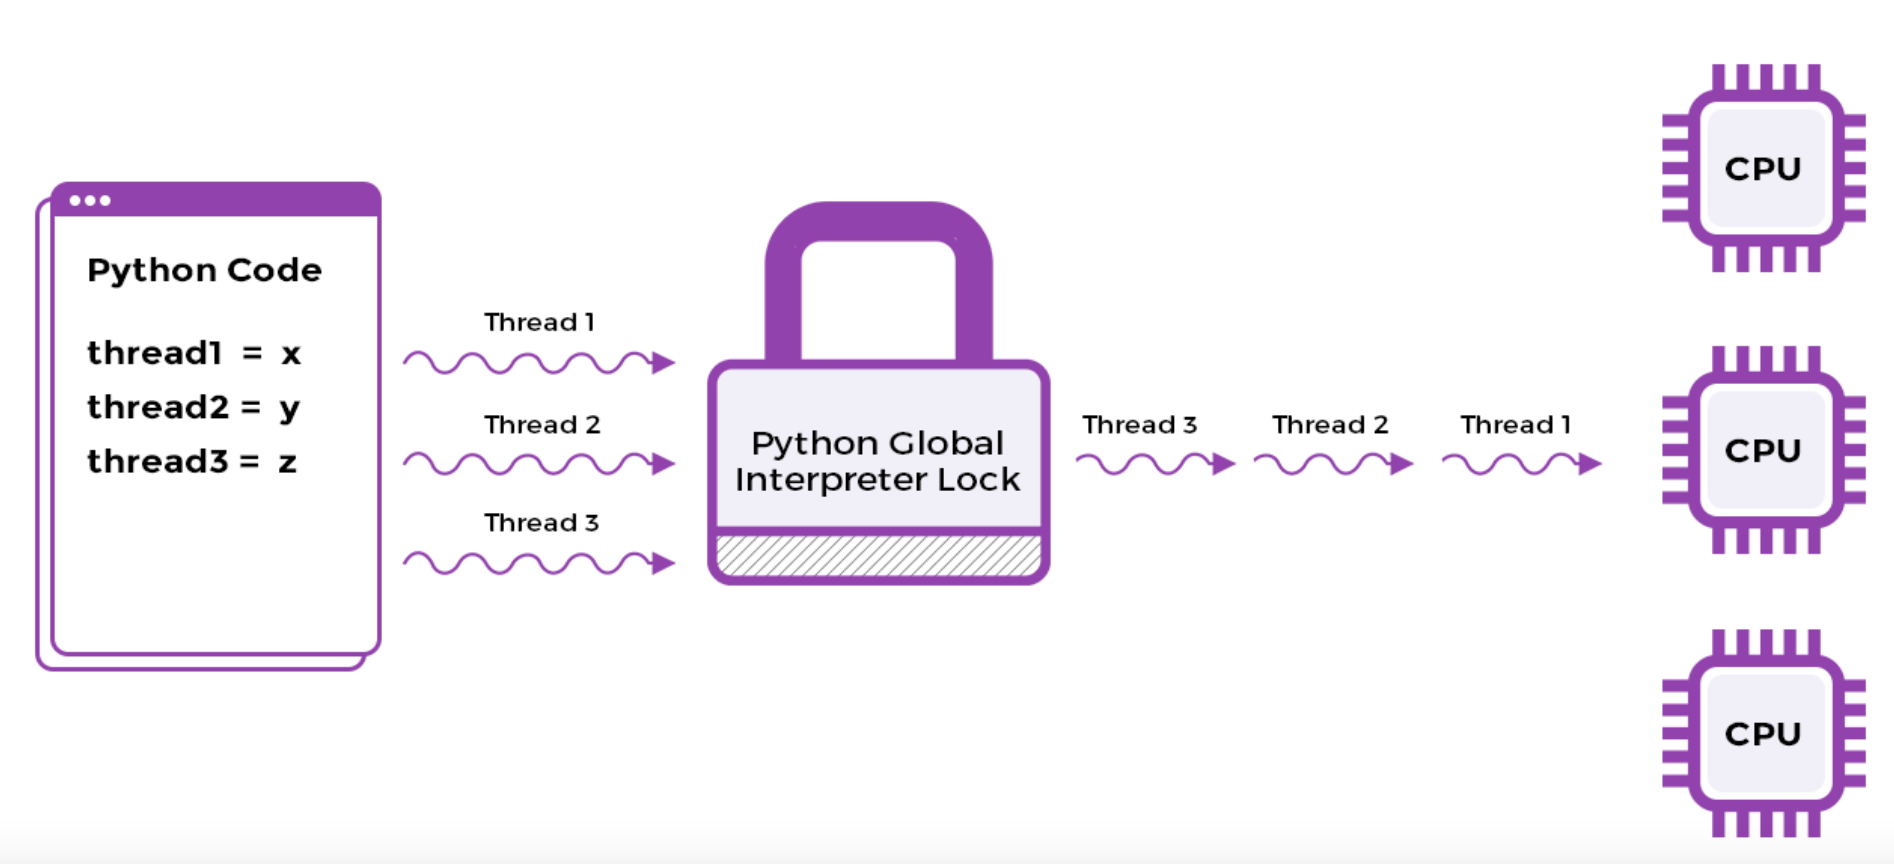 Python Code
thread1 = x
thread2 = y
thread3 = z
Thread 1
Thread 2
Thread 3
Python Global
Interpreter Lock
Thread 3
Thread 2
Thread 1
CPU
CPU
CPU